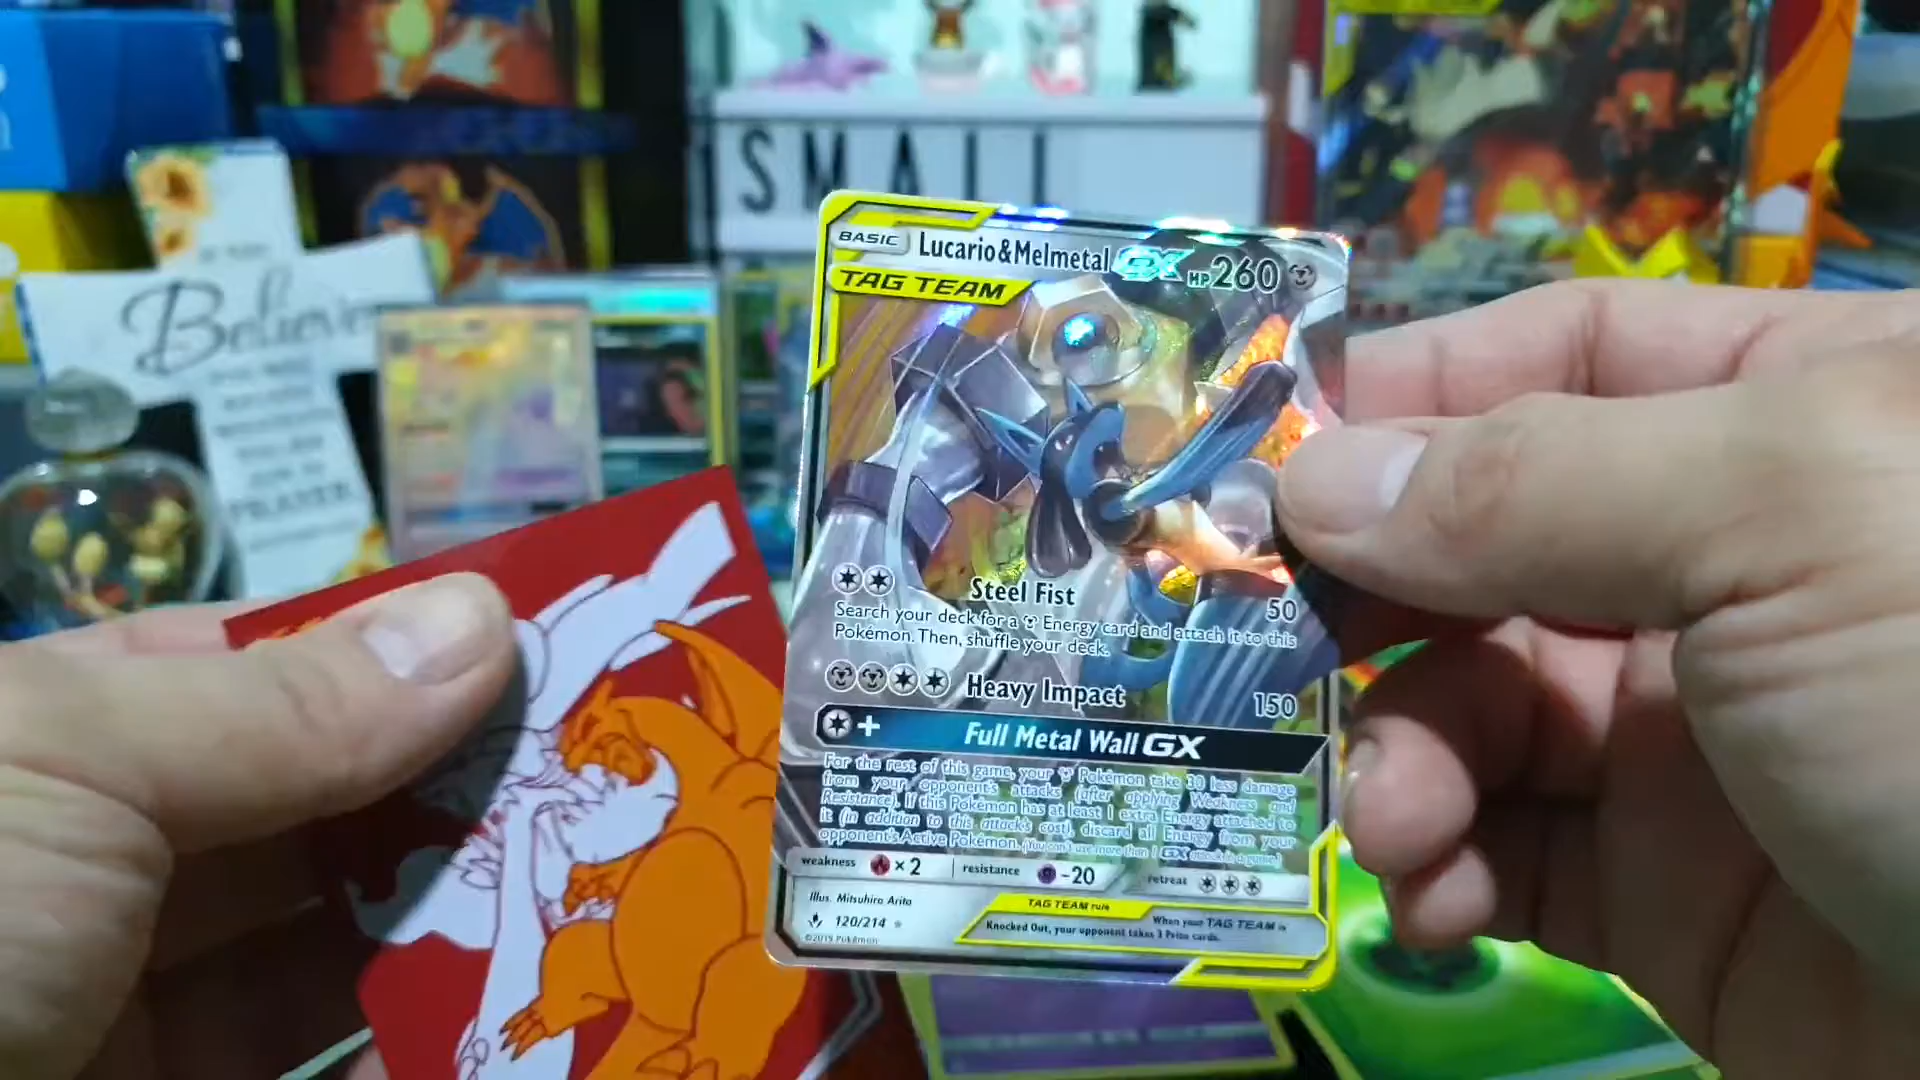 SMALL
Believe
PRAYER
BASIC Lucario&Melmetal GX HP260
TAG TEAM
Steel Fist 50
Search your deck for a Energy card and attach it to this
Pokémon. Then, shuffle your deck.
Heavy Impact 150
+ Full Metal Wall GX
For the rest of this game, your Pokémon take 30 less damage
from your opponent's attacks (after applying Weakness and
Resistance). If this Pokémon has at least 1 extra Energy attached to
it (in addition to this attack's cost), discard all Energy from your
opponent's Active Pokémon. (You can't use more than 1 GX attack in a game.)
weakness ×2 resistance -20 retreat
Illus. Mitsuhiro Arita
120/214
©2019 Pokémon
TAG TEAM rule
When your TAG TEAM is
Knocked Out, your opponent takes 3 Prize cards.